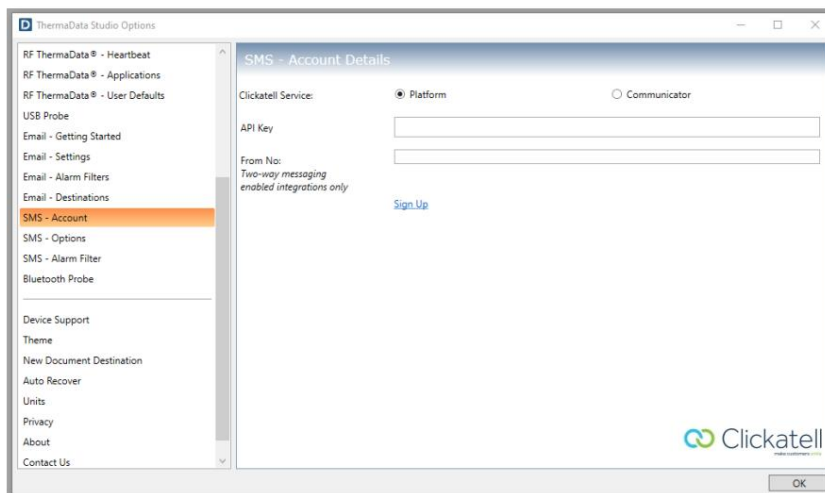 ThermaData Studio Options
RF ThermaData® - Heartbeat
RF ThermaData® - Applications
RF ThermaData® - User Defaults
USB Probe
Email - Getting Started
Email - Settings
Email - Alarm Filters
Email - Destinations
SMS - Account
SMS - Options
SMS - Alarm Filter
Bluetooth Probe
Device Support
Theme
New Document Destination
Auto Recover
Units
Privacy
About
Contact Us
SMS - Account Details
Clickatell Service: Platform Communicator
API Key
From No:
Two-way messaging
enabled integrations only
Sign Up
Clickatell
make customers smile
OK